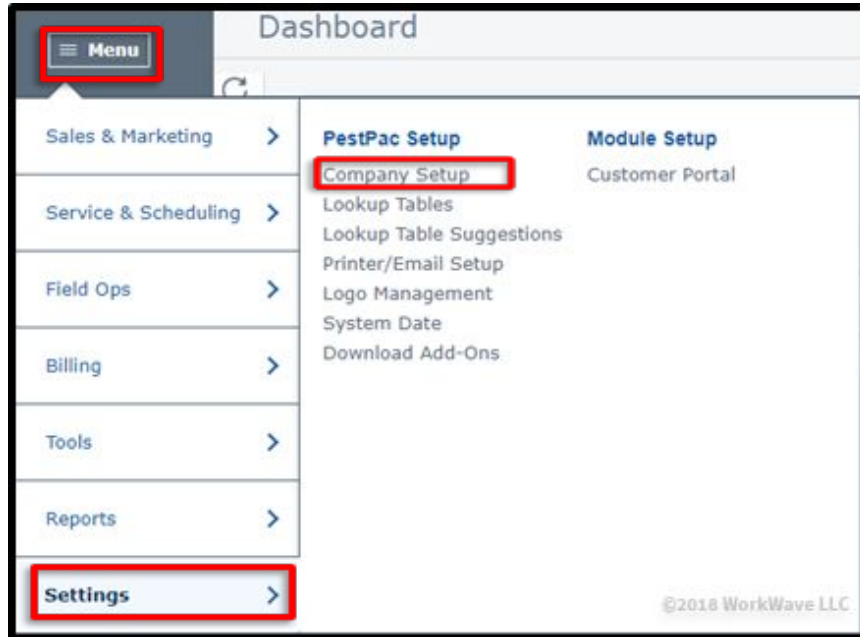 Dashboard
≡ Menu
Sales & Marketing
Service & Scheduling
Field Ops
Billing
Tools
Reports
Settings
PestPac Setup
Company Setup
Lookup Tables
Lookup Table Suggestions
Printer/Email Setup
Logo Management
System Date
Download Add-Ons
Module Setup
Customer Portal
©2018 WorkWave LLC